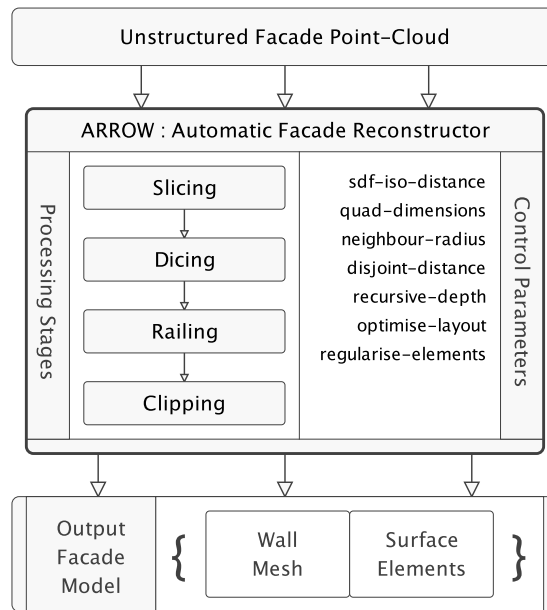 Unstructured Facade Point-Cloud
ARROW : Automatic Facade Reconstructor
Processing Stages
Slicing
Dicing
Railing
Clipping
sdf-iso-distance
quad-dimensions
neighbour-radius
disjoint-distance
recursive-depth
optimise-layout
regularise-elements
Control Parameters
Output
Facade
Model
{
Wall
Mesh
Surface
Elements
}